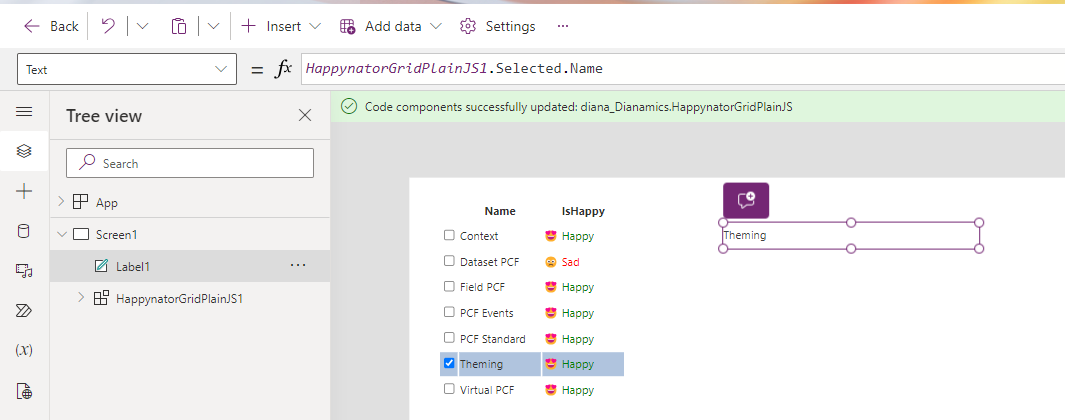 Back Insert Add data Settings ...
Text = fx HappynatorGridPlainJS1.Selected.Name
Code components successfully updated: diana_Dianamics.HappynatorGridPlainJS
Tree view
Search
App
Screen1
Label1 ...
HappynatorGridPlainJS1
(x)
Name IsHappy
Context Happy
Dataset PCF Sad
Field PCF Happy
PCF Events Happy
PCF Standard Happy
Theming Happy
Virtual PCF Happy
Theming